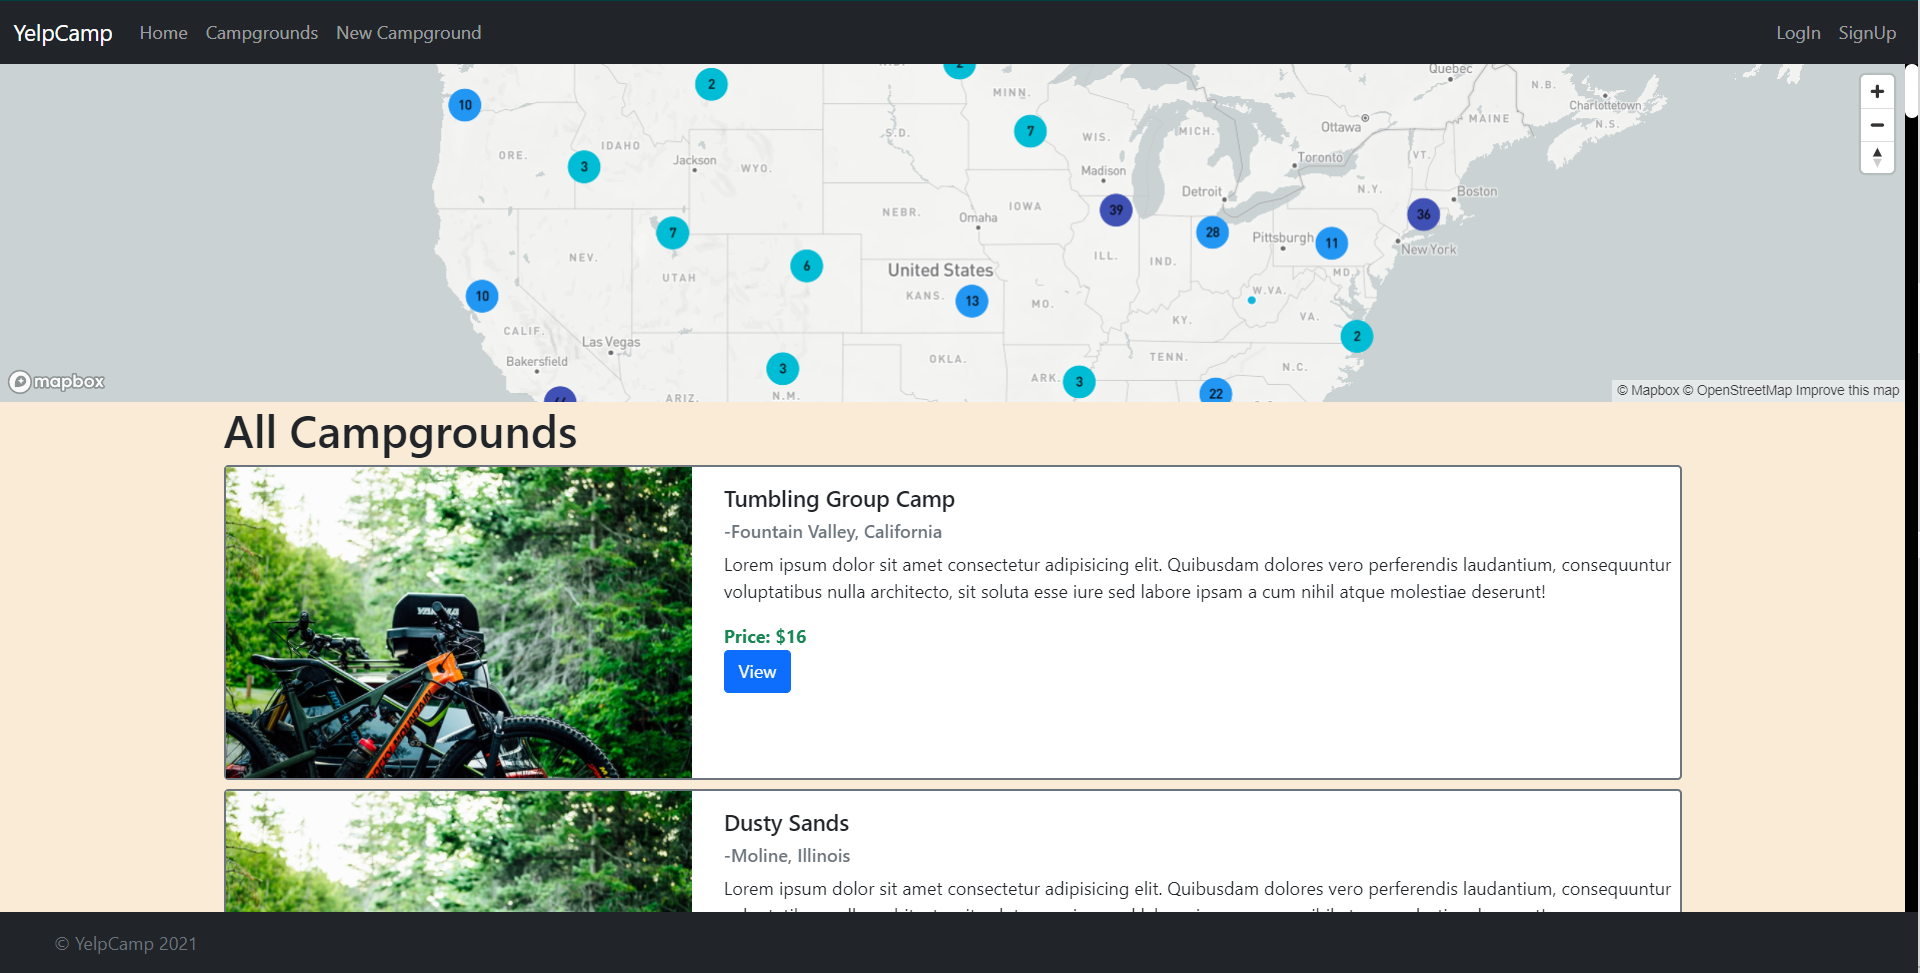 YelpCamp Home Campgrounds New Campground LogIn SignUp
2
10
2
MINN.
7
S.D.
WIS.
MICH.
Ottawa
Quebec
N.B.
Charlottetown
N.S.
MAINE
ORE.
IDAHO
3
Jackson
WYO.
Madison
Toronto
VT.
Detroit
N.Y.
Boston
NEBR.
Omaha
IOWA
39
36
7
28
Pittsburgh
11
New York
NEV.
UTAH
6
United States
ILL.
IND.
MD.
10
KANS.
13
MO.
W.VA.
VA.
KY.
CALIF.
Las Vegas
2
Bakersfield
3
OKLA.
TENN.
N.C.
ARK.
3
22
ARIZ.
N.M.
mapbox
© Mapbox © OpenStreetMap Improve this map
All Campgrounds
Tumbling Group Camp
-Fountain Valley, California
Lorem ipsum dolor sit amet consectetur adipisicing elit. Quibusdam dolores vero perferendis laudantium, consequuntur
voluptatibus nulla architecto, sit soluta esse iure sed labore ipsam a cum nihil atque molestiae deserunt!
Price: $16
View
Dusty Sands
-Moline, Illinois
Lorem ipsum dolor sit amet consectetur adipisicing elit. Quibusdam dolores vero perferendis laudantium, consequuntur
© YelpCamp 2021